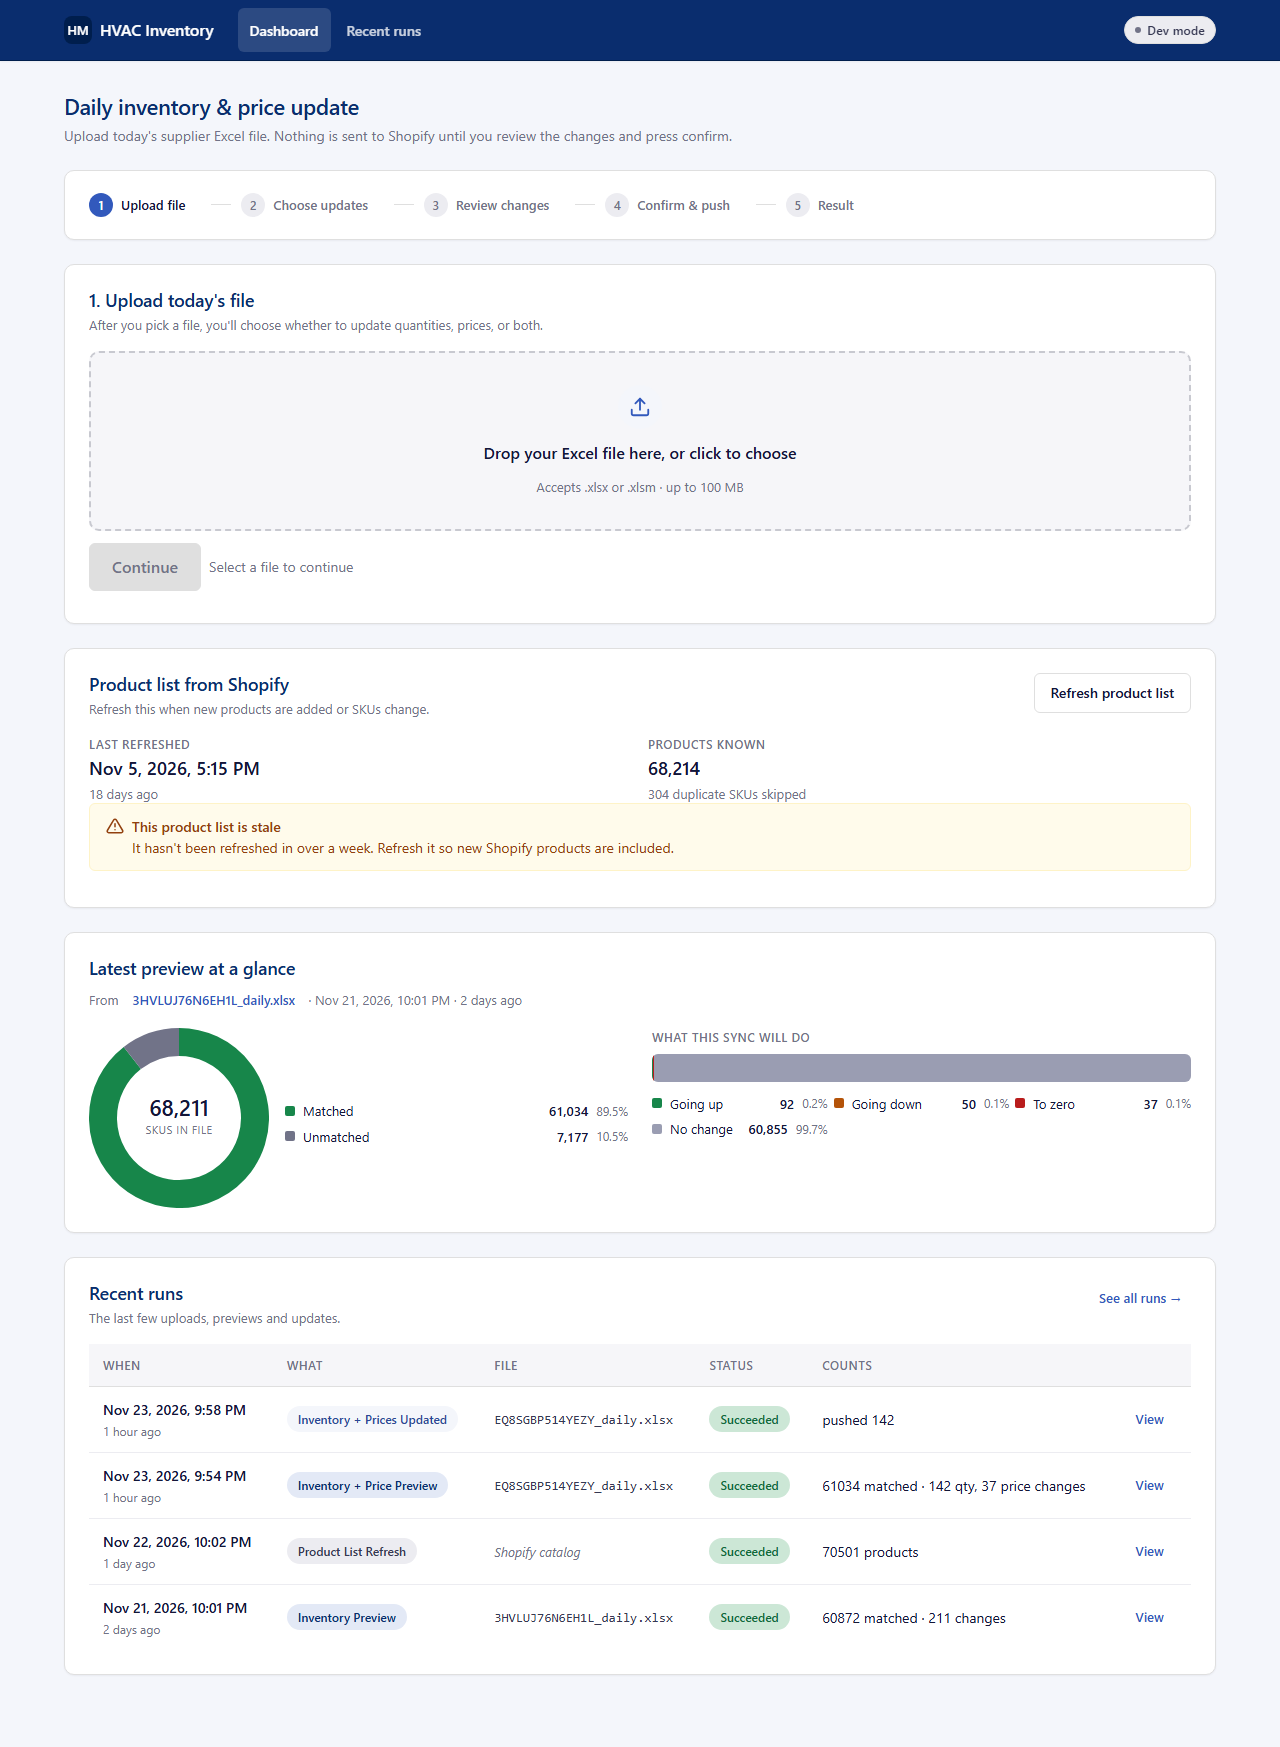 HM HVAC Inventory Dashboard Recent runs Dev mode
Daily inventory & price update
Upload today's supplier Excel file. Nothing is sent to Shopify until you review the changes and press confirm.
1 Upload file 2 Choose updates 3 Review changes 4 Confirm & push 5 Result
1. Upload today's file
After you pick a file, you'll choose whether to update quantities, prices, or both.
Drop your Excel file here, or click to choose
Accepts .xlsx or .xlsm · up to 100 MB
Continue Select a file to continue
Product list from Shopify
Refresh this when new products are added or SKUs change.
Refresh product list
LAST REFRESHED
Nov 5, 2026, 5:15 PM
18 days ago
PRODUCTS KNOWN
68,214
304 duplicate SKUs skipped
This product list is stale
It hasn't been refreshed in over a week. Refresh it so new Shopify products are included.
Latest preview at a glance
From 3HVLUJ76N6EH1L_daily.xlsx · Nov 21, 2026, 10:01 PM · 2 days ago
68,211
SKUS IN FILE
Matched 61,034 89.5%
Unmatched 7,177 10.5%
WHAT THIS SYNC WILL DO
Going up 92 0.2% Going down 50 0.1% To zero 37 0.1%
No change 60,855 99.7%
Recent runs
The last few uploads, previews and updates.
See all runs →
WHEN WHAT FILE STATUS COUNTS
Nov 23, 2026, 9:58 PM
1 hour ago
Inventory + Prices Updated EQ8SGBP514YEZY_daily.xlsx Succeeded pushed 142 View
Nov 23, 2026, 9:54 PM
1 hour ago
Inventory + Price Preview EQ8SGBP514YEZY_daily.xlsx Succeeded 61034 matched · 142 qty, 37 price changes View
Nov 22, 2026, 10:02 PM
1 day ago
Product List Refresh Shopify catalog Succeeded 70501 products View
Nov 21, 2026, 10:01 PM
2 days ago
Inventory Preview 3HVLUJ76N6EH1L_daily.xlsx Succeeded 60872 matched · 211 changes View